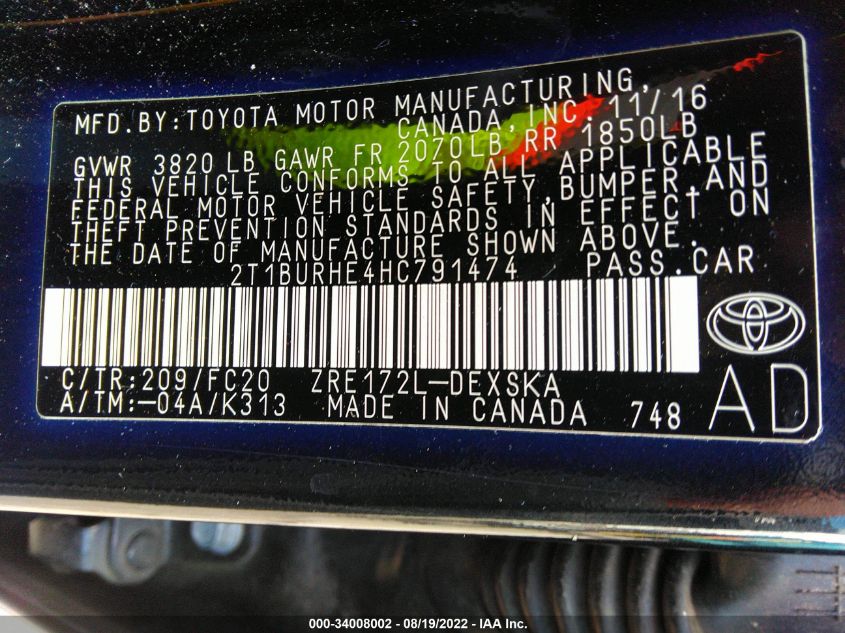 MFD.BY:TOYOTA MOTOR MANUFACTURING,
CANADA,INC.11/16
GVWR 3820 LB GAWR FR 2070LB RR 1850LB
THIS VEHICLE CONFORMS TO ALL APPLICABLE
FEDERAL MOTOR VEHICLE SAFETY,BUMPER,AND
THEFT PREVENTION STANDARDS IN EFFECT ON
THE DATE OF MANUFACTURE SHOWN ABOVE.
2T1BURHE4HC791474 PASS.CAR
C/TR:209/FC20 ZRE172L-DEXSKA
A/TM:-04A/K313 MADE IN CANADA 748
AD
000-34008002 - 08/19/2022 - IAA Inc.